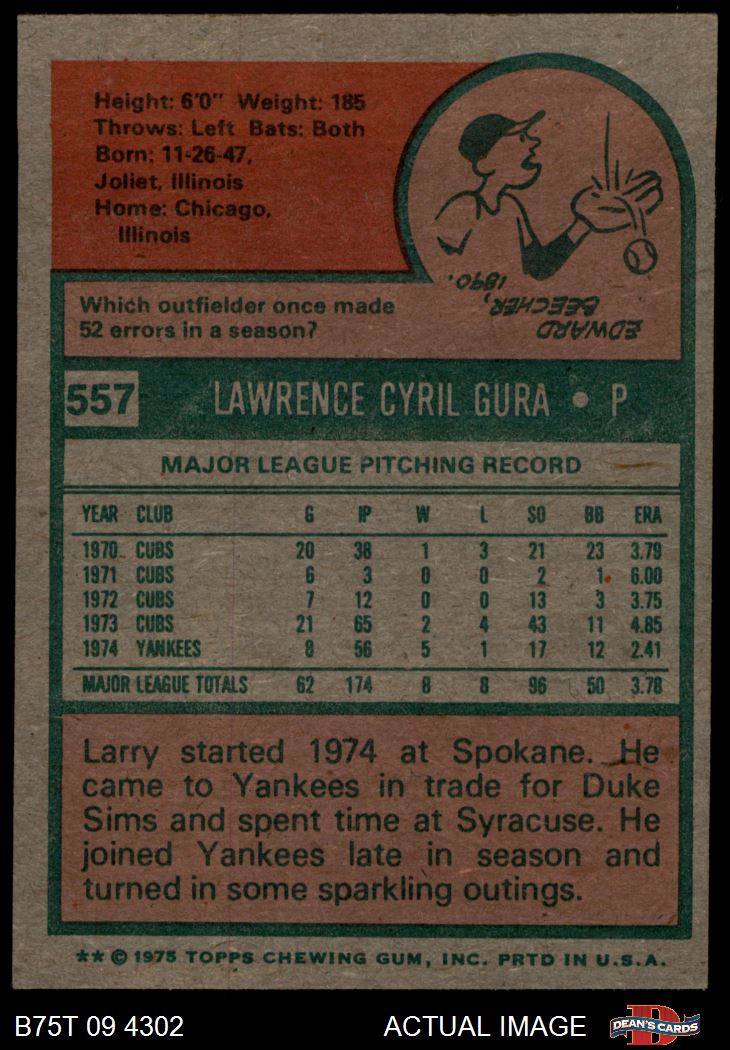 Height: 6'0" Weight: 185
Throws: Left Bats: Both
Born: 11-26-47,
Joliet, Illinois
Home: Chicago,
Illinois
Which outfielder once made
52 errors in a season?
EDWARD
BEECHER,
1890.
557 LAWRENCE CYRIL GURA • P
MAJOR LEAGUE PITCHING RECORD
YEAR CLUB G IP W L SO BB ERA
1970 CUBS 20 38 1 3 21 23 3.79
1971 CUBS 6 3 0 0 2 1 6.00
1972 CUBS 7 12 0 0 13 3 3.75
1973 CUBS 21 65 2 4 43 11 4.85
1974 YANKEES 8 56 5 1 17 12 2.41
MAJOR LEAGUE TOTALS 62 174 8 8 96 50 3.78
Larry started 1974 at Spokane. He
came to Yankees in trade for Duke
Sims and spent time at Syracuse. He
joined Yankees late in season and
turned in some sparkling outings.
** © 1975 TOPPS CHEWING GUM, INC. PRTD IN U.S.A.
B75T 09 4302 ACTUAL IMAGE D DEAN'S CARDS